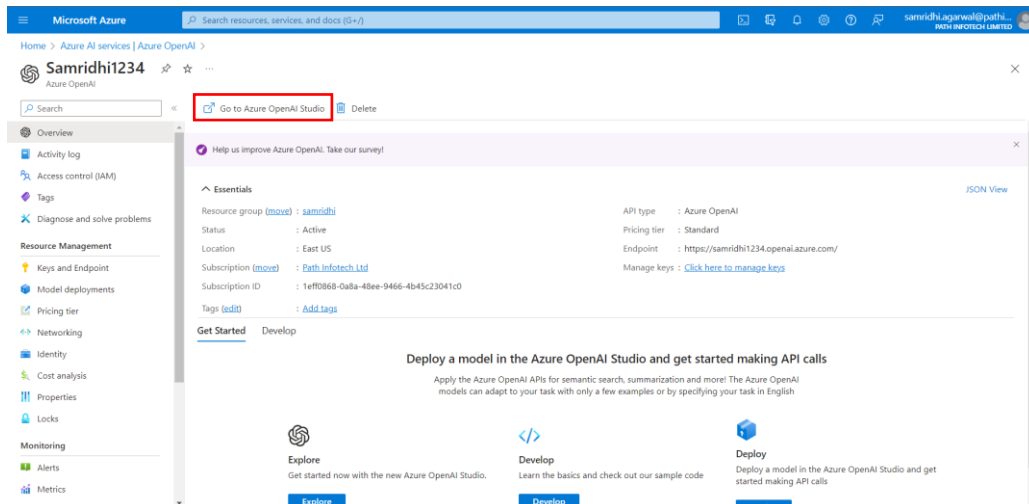 Microsoft Azure
Search resources, services, and docs (G+/)
samridhi.agarwal@pathi...
PATH INFOTECH LIMITED
Home > Azure AI services | Azure OpenAI >
Samridhi1234
Azure OpenAI
Search
Go to Azure OpenAI Studio
Delete
Overview
Activity log
Access control (IAM)
Tags
Diagnose and solve problems
Resource Management
Keys and Endpoint
Model deployments
Pricing tier
Networking
Identity
Cost analysis
Properties
Locks
Monitoring
Alerts
Metrics
Help us improve Azure OpenAI. Take our survey!
Essentials
JSON View
Resource group (move) : samridhi
Status : Active
Location : East US
Subscription (move) : Path Infotech Ltd
Subscription ID : 1eff0868-0a8a-48ee-9466-4b45c23041c0
Tags (edit) : Add tags
API type : Azure OpenAI
Pricing tier : Standard
Endpoint : https://samridhi1234.openai.azure.com/
Manage keys : Click here to manage keys
Get Started Develop
Deploy a model in the Azure OpenAI Studio and get started making API calls
Apply the Azure OpenAI APIs for semantic search, summarization and more! The Azure OpenAI
models can adapt to your task with only a few examples or by specifying your task in English
Explore
Get started now with the new Azure OpenAI Studio.
Explore
Develop
Learn the basics and check out our sample code
Develop
Deploy
Deploy a model in the Azure OpenAI Studio and get
started making API calls